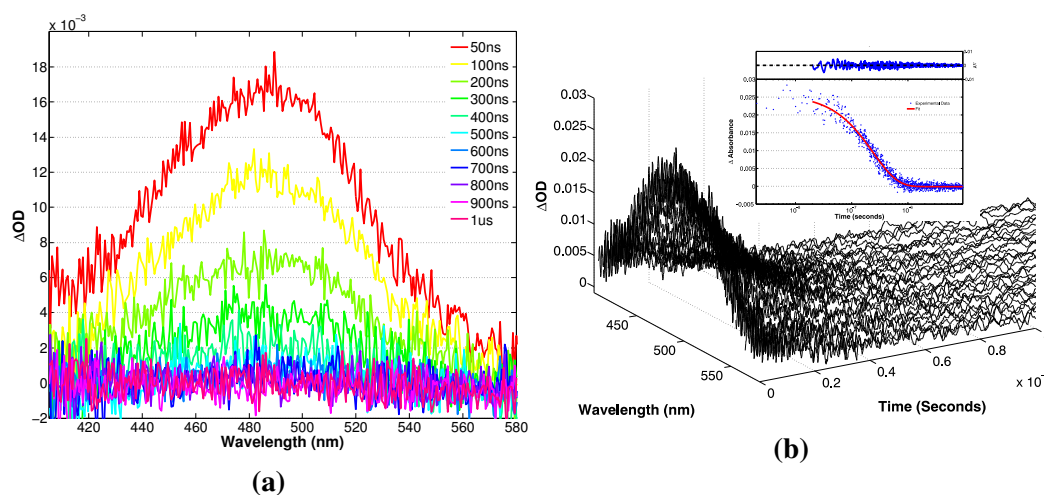 × 10⁻³
18
16
14
12
10
8
6
4
2
0
−2
ΔOD
420 440 460 480 500 520 540 560 580
Wavelength (nm)
50ns
100ns
200ns
300ns
400ns
500ns
600ns
700ns
800ns
900ns
1us
(a)
0.03
0.025
0.02
0.015
0.01
0.005
0
ΔOD
450
500
550
Wavelength (nm)
0 0.2 0.4 0.6 0.8
x 10⁻
Time (Seconds)
0.01
0.03
0.025
0.02
0.015
0.01
0.005
0
−0.005
Δ Absorbance
Experimental Data
Fit
Time (seconds)
(b)